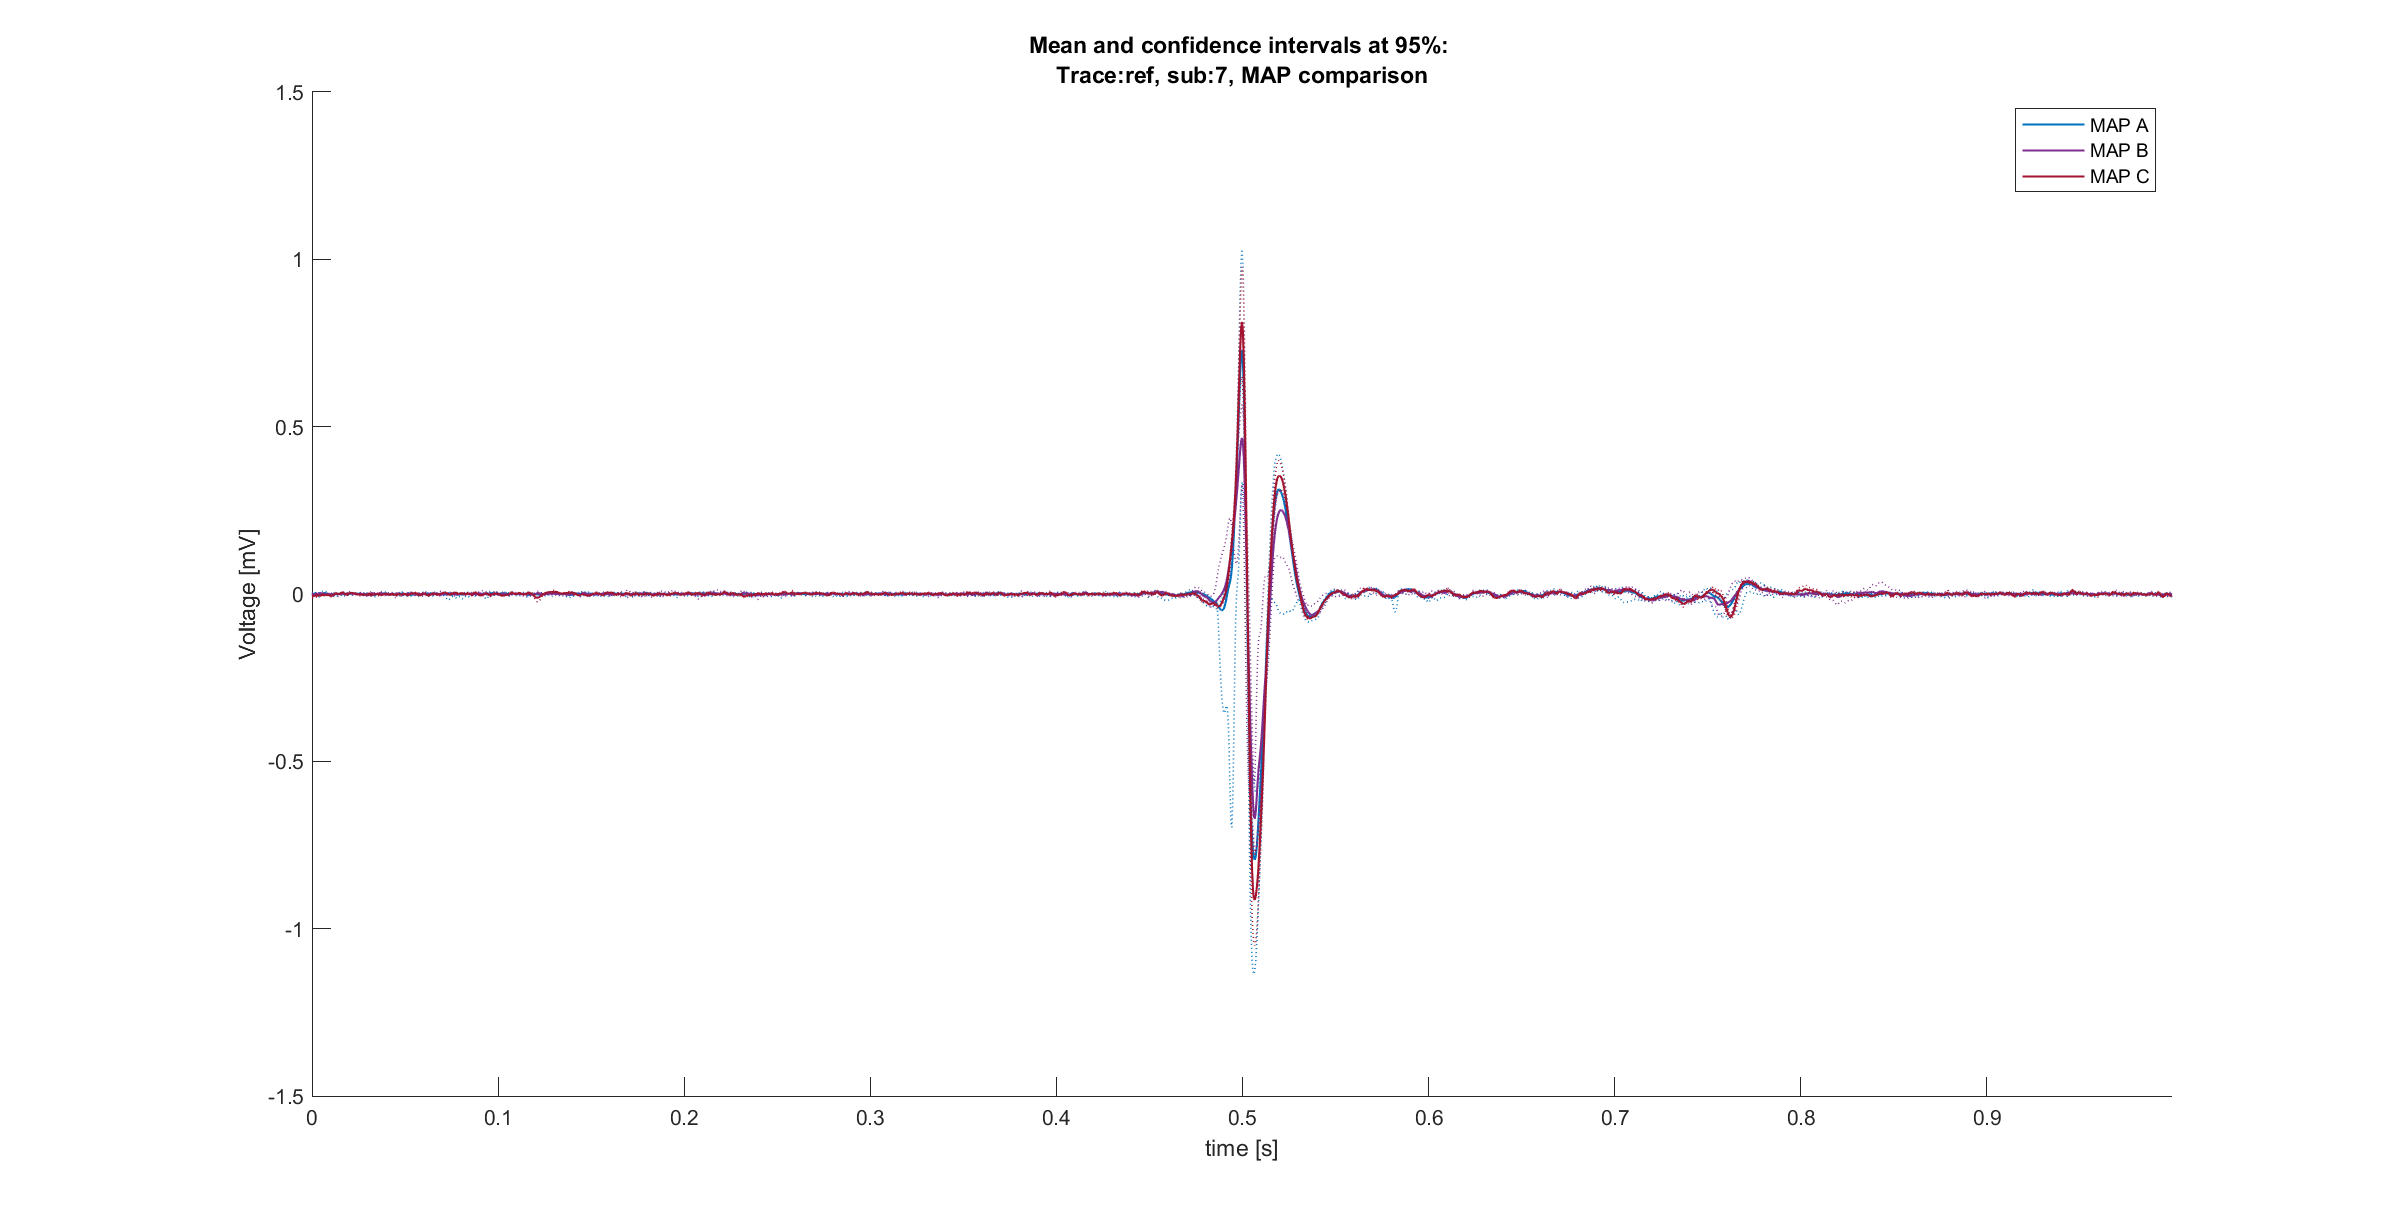 Mean and confidence intervals at 95%:
Trace:ref, sub:7, MAP comparison
1.5
1
0.5
0
-0.5
-1
-1.5
Voltage [mV]
MAP A
MAP B
MAP C
0 0.1 0.2 0.3 0.4 0.5 0.6 0.7 0.8 0.9
time [s]